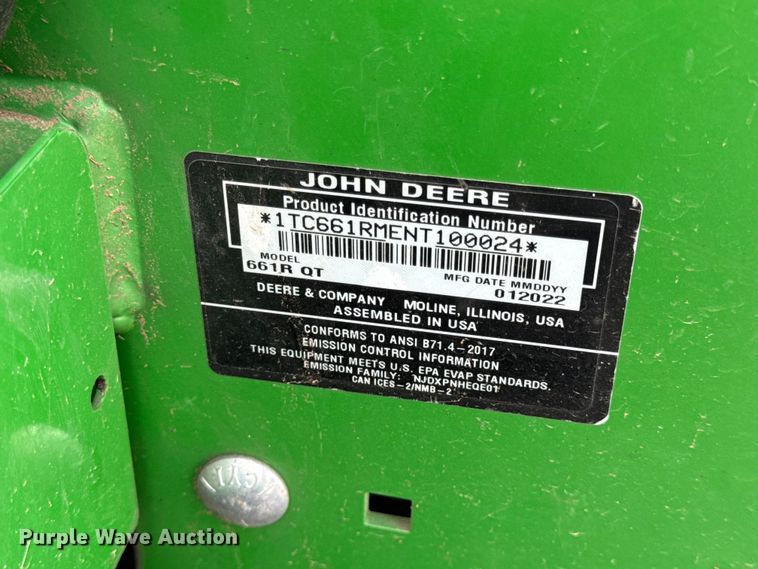 JOHN DEERE
Product Identification Number
*1TC661RMENT100024*
MODEL MFG DATE MMDDYY
661R QT 012022
DEERE & COMPANY MOLINE, ILLINOIS, USA
ASSEMBLED IN USA
CONFORMS TO ANSI B71.4-2017
EMISSION CONTROL INFORMATION
THIS EQUIPMENT MEETS U.S. EPA EVAP STANDARDS.
EMISSION FAMILY: NJDXPNHEQE01
CAN ICES-2/NMB-2
Purple Wave Auction